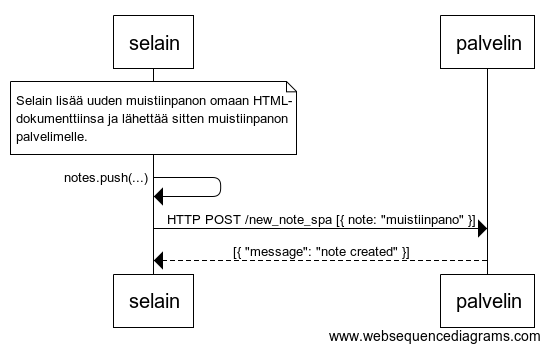 selain
palvelin
Selain lisää uuden muistiinpanon omaan HTML-
dokumenttiinsa ja lähettää sitten muistiinpanon
palvelimelle.
notes.push(...)
HTTP POST /new_note_spa [{ note: "muistiinpano" }]
[{ "message": "note created" }]
selain
palvelin
www.websequencediagrams.com